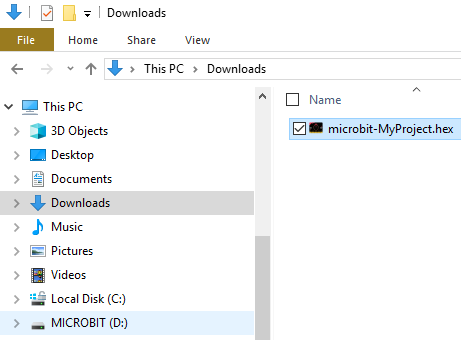 Downloads
File
Home
Share
View
This PC
Downloads
This PC
3D Objects
Desktop
Documents
Downloads
Music
Pictures
Videos
Local Disk (C:)
MICROBIT (D:)
Name
microbit-MyProject.hex